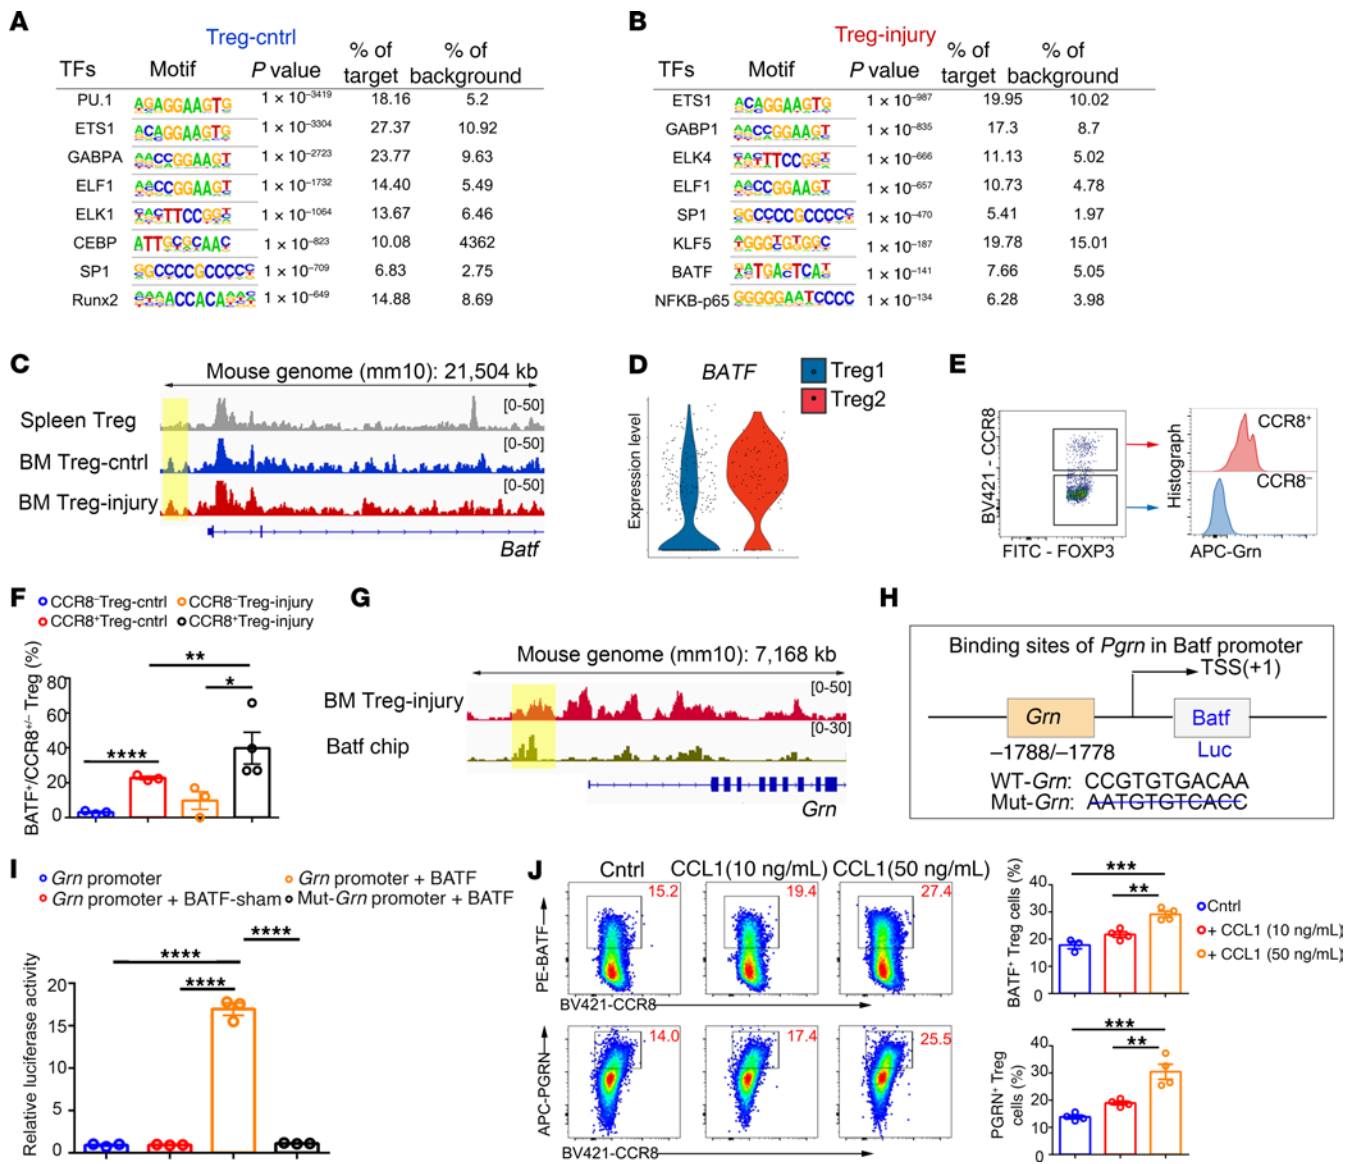 A
Treg-cntrl
TFs Motif P value % of target % of background
PU.1 AGAGGAAGTG 1 × 10⁻³⁴¹⁹ 18.16 5.2
ETS1 ACAGGAAGTG 1 × 10⁻³³⁰⁴ 27.37 10.92
GABPA AACCGGAAGT 1 × 10⁻²⁷²³ 23.77 9.63
ELF1 AACCGGAAGT 1 × 10⁻¹⁷³² 14.40 5.49
ELK1 TACTTCCGGT 1 × 10⁻¹⁰⁶⁴ 13.67 6.46
CEBP ATTGCGCAAC 1 × 10⁻⁸²³ 10.08 4362
SP1 GGCCCCGCCCCC 1 × 10⁻⁷⁰⁹ 6.83 2.75
Runx2 AAACCACA 1 × 10⁻⁶⁴⁹ 14.88 8.69
B
Treg-injury
TFs Motif P value % of target % of background
ETS1 ACAGGAAGTG 1 × 10⁻⁹⁸⁷ 19.95 10.02
GABP1 AACCGGAAGT 1 × 10⁻⁸³⁵ 17.3 8.7
ELK4 TTCCGG 1 × 10⁻⁶⁶⁶ 11.13 5.02
ELF1 AACCGGAAGT 1 × 10⁻⁶⁵⁷ 10.73 4.78
SP1 GGCCCCGCCCCC 1 × 10⁻⁴⁷⁰ 5.41 1.97
KLF5 GGGTGTGGC 1 × 10⁻¹⁸⁷ 19.78 15.01
BATF TATGACTCAT 1 × 10⁻¹⁴¹ 7.66 5.05
NFKB-p65 GGGGGAATCCCC 1 × 10⁻¹³⁴ 6.28 3.98
C
Mouse genome (mm10): 21,504 kb
Spleen Treg [0-50]
BM Treg-cntrl [0-50]
BM Treg-injury [0-50]
Batf
D
BATF
Treg1
Treg2
Expression level
E
BV421 - CCR8
FITC - FOXP3
Histograph
CCR8⁺
CCR8⁻
APC-Grn
F
CCR8⁻Treg-cntrl CCR8⁻Treg-injury
CCR8⁺Treg-cntrl CCR8⁺Treg-injury
BATF⁺/CCR8⁺/⁻ Treg (%)
80
60
40
20
0
**
*
****
G
Mouse genome (mm10): 7,168 kb
BM Treg-injury [0-50]
Batf chip [0-30]
Grn
H
Binding sites of Pgrn in Batf promoter
TSS(+1)
Grn Batf
–1788/–1778 Luc
WT-Grn: CCGTGTGACAA
Mut-Grn: AATGTGTCACC
I
Grn promoter Grn promoter + BATF
Grn promoter + BATF-sham Mut-Grn promoter + BATF
Relative luciferase activity
20
15
10
5
0
****
****
****
J
Cntrl CCL1(10 ng/mL) CCL1(50 ng/mL)
15.2 19.4 27.4
PE-BATF
BV421-CCR8
14.0 17.4 25.5
APC-PGRN
BV421-CCR8
BATF⁺ Treg cells (%)
40
30
20
10
0
***
**
Cntrl
+ CCL1 (10 ng/mL)
+ CCL1 (50 ng/mL)
PGRN⁺ Treg cells (%)
40
30
20
10
0
***
**